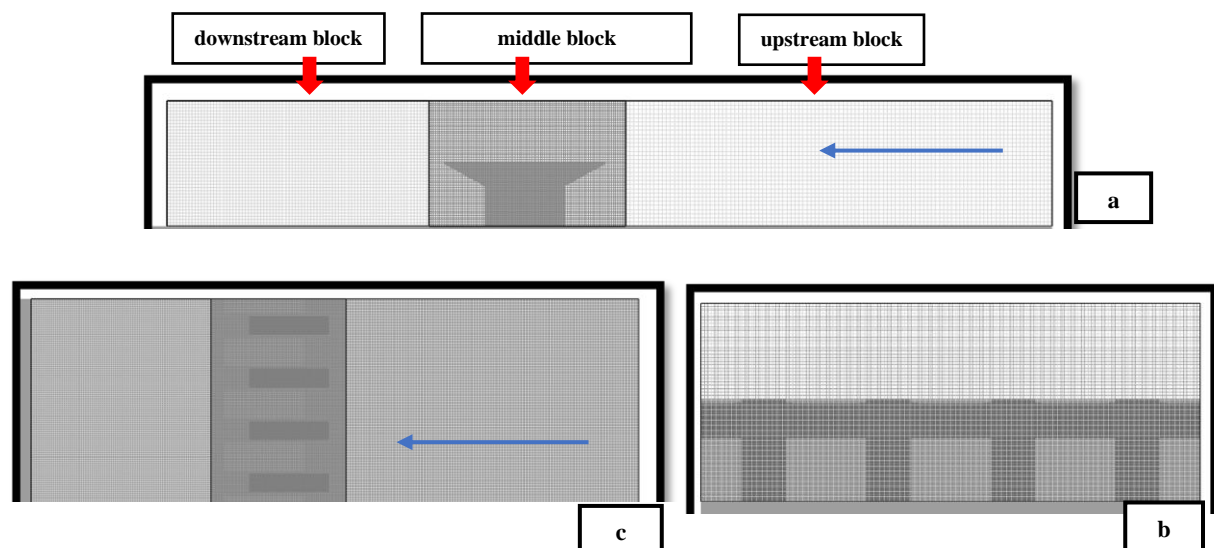 downstream block
middle block
upstream block
a
c
b